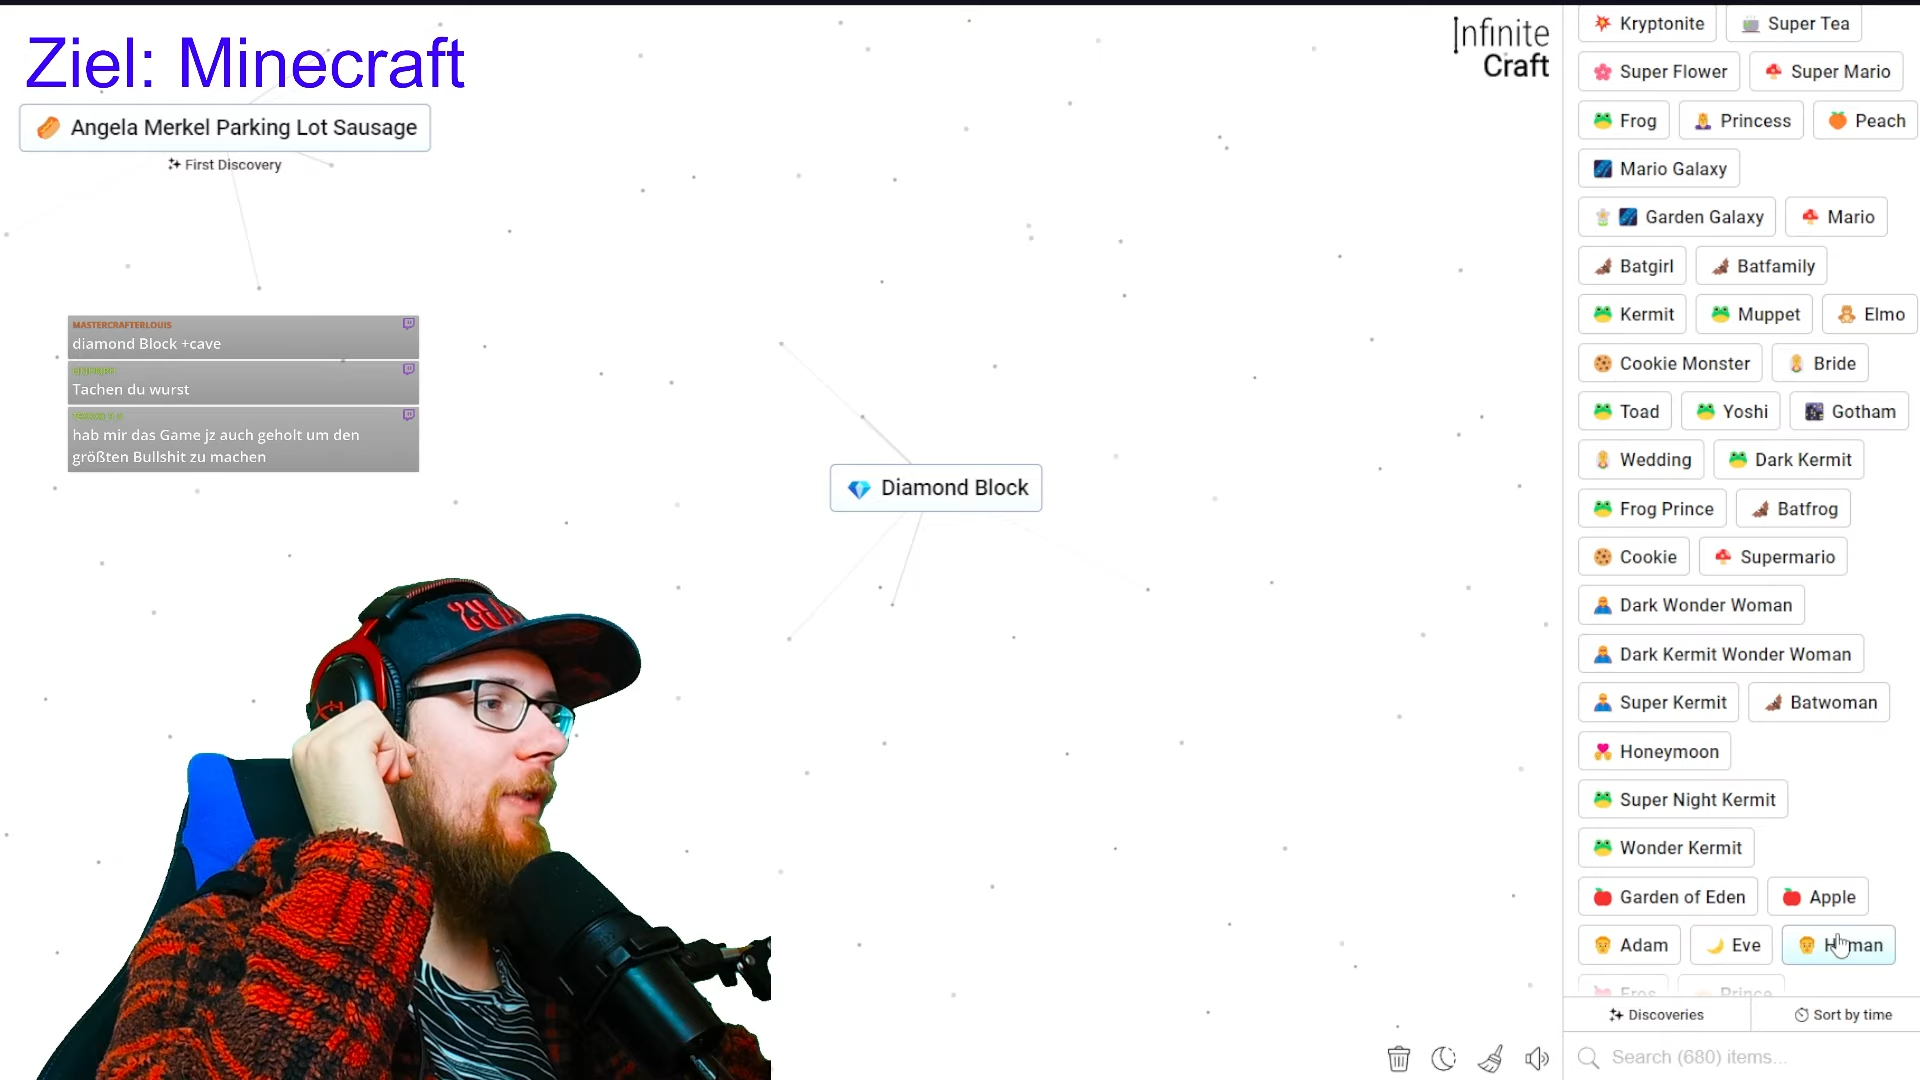 Ziel: Minecraft
Angela Merkel Parking Lot Sausage
First Discovery
MASTERCRAFTERLOUIS
diamond Block +cave
Tachen du wurst
hab mir das Game jz auch geholt um den
größten Bullshit zu machen
Diamond Block
Infinite
Craft
Kryptonite Super Tea
Super Flower Super Mario
Frog Princess Peach
Mario Galaxy
Garden Galaxy Mario
Batgirl Batfamily
Kermit Muppet Elmo
Cookie Monster Bride
Toad Yoshi Gotham
Wedding Dark Kermit
Frog Prince Batfrog
Cookie Supermario
Dark Wonder Woman
Dark Kermit Wonder Woman
Super Kermit Batwoman
Honeymoon
Super Night Kermit
Wonder Kermit
Garden of Eden Apple
Adam Eve Human
Eros Prince
Discoveries Sort by time
Search (680) items...